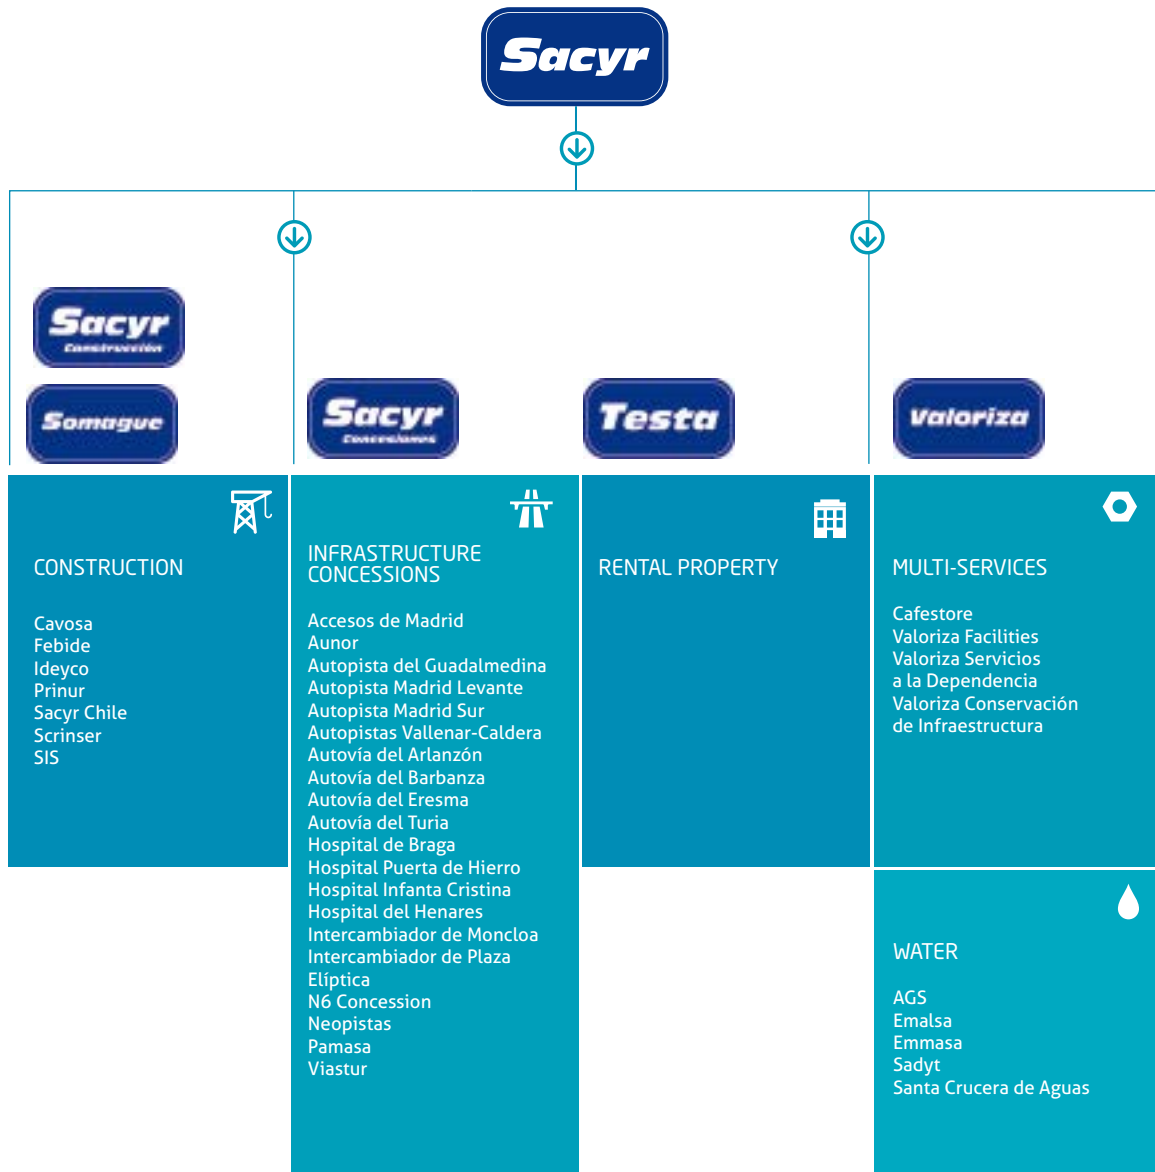 Sacyr
Sacyr
Construcción
Somague
Sacyr
Concesiones
Testa
Valoriza
CONSTRUCTION
Cavosa
Febide
Ideyco
Prinur
Sacyr Chile
Scrinser
SIS
INFRASTRUCTURE
CONCESSIONS
Accesos de Madrid
Aunor
Autopista del Guadalmedina
Autopista Madrid Levante
Autopista Madrid Sur
Autopistas Vallenar-Caldera
Autovía del Arlanzón
Autovía del Barbanza
Autovía del Eresma
Autovía del Turia
Hospital de Braga
Hospital Puerta de Hierro
Hospital Infanta Cristina
Hospital del Henares
Intercambiador de Moncloa
Intercambiador de Plaza
Elíptica
N6 Concession
Neopistas
Pamasa
Viastur
RENTAL PROPERTY
MULTI-SERVICES
Cafestore
Valoriza Facilities
Valoriza Servicios
a la Dependencia
Valoriza Conservación
de Infraestructura
WATER
AGS
Emalsa
Emmasa
Sadyt
Santa Crucera de Aguas